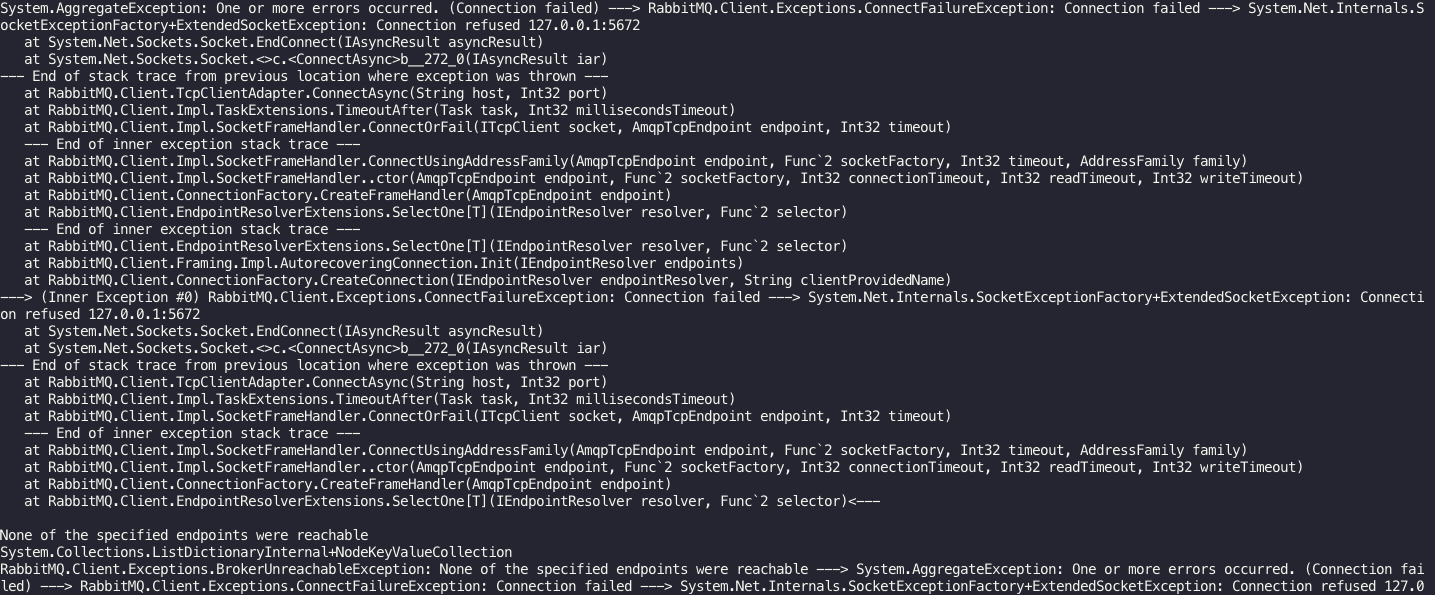 System.AggregateException: One or more errors occurred. (Connection failed) ---> RabbitMQ.Client.Exceptions.ConnectFailureException: Connection failed ---> System.Net.Internals.S
ocketExceptionFactory+ExtendedSocketException: Connection refused 127.0.0.1:5672
   at System.Net.Sockets.Socket.EndConnect(IAsyncResult asyncResult)
   at System.Net.Sockets.Socket.<>c.<ConnectAsync>b__272_0(IAsyncResult iar)
--- End of stack trace from previous location where exception was thrown ---
   at RabbitMQ.Client.TcpClientAdapter.ConnectAsync(String host, Int32 port)
   at RabbitMQ.Client.Impl.TaskExtensions.TimeoutAfter(Task task, Int32 millisecondsTimeout)
   at RabbitMQ.Client.Impl.SocketFrameHandler.ConnectOrFail(ITcpClient socket, AmqpTcpEndpoint endpoint, Int32 timeout)
   --- End of inner exception stack trace ---
   at RabbitMQ.Client.Impl.SocketFrameHandler.ConnectUsingAddressFamily(AmqpTcpEndpoint endpoint, Func`2 socketFactory, Int32 timeout, AddressFamily family)
   at RabbitMQ.Client.Impl.SocketFrameHandler..ctor(AmqpTcpEndpoint endpoint, Func`2 socketFactory, Int32 connectionTimeout, Int32 readTimeout, Int32 writeTimeout)
   at RabbitMQ.Client.ConnectionFactory.CreateFrameHandler(AmqpTcpEndpoint endpoint)
   at RabbitMQ.Client.EndpointResolverExtensions.SelectOne[T](IEndpointResolver resolver, Func`2 selector)
   --- End of inner exception stack trace ---
   at RabbitMQ.Client.EndpointResolverExtensions.SelectOne[T](IEndpointResolver resolver, Func`2 selector)
   at RabbitMQ.Client.Framing.Impl.AutorecoveringConnection.Init(IEndpointResolver endpoints)
   at RabbitMQ.Client.ConnectionFactory.CreateConnection(IEndpointResolver endpointResolver, String clientProvidedName)
---> (Inner Exception #0) RabbitMQ.Client.Exceptions.ConnectFailureException: Connection failed ---> System.Net.Internals.SocketExceptionFactory+ExtendedSocketException: Connecti
on refused 127.0.0.1:5672
   at System.Net.Sockets.Socket.EndConnect(IAsyncResult asyncResult)
   at System.Net.Sockets.Socket.<>c.<ConnectAsync>b__272_0(IAsyncResult iar)
--- End of stack trace from previous location where exception was thrown ---
   at RabbitMQ.Client.TcpClientAdapter.ConnectAsync(String host, Int32 port)
   at RabbitMQ.Client.Impl.TaskExtensions.TimeoutAfter(Task task, Int32 millisecondsTimeout)
   at RabbitMQ.Client.Impl.SocketFrameHandler.ConnectOrFail(ITcpClient socket, AmqpTcpEndpoint endpoint, Int32 timeout)
   --- End of inner exception stack trace ---
   at RabbitMQ.Client.Impl.SocketFrameHandler.ConnectUsingAddressFamily(AmqpTcpEndpoint endpoint, Func`2 socketFactory, Int32 timeout, AddressFamily family)
   at RabbitMQ.Client.Impl.SocketFrameHandler..ctor(AmqpTcpEndpoint endpoint, Func`2 socketFactory, Int32 connectionTimeout, Int32 readTimeout, Int32 writeTimeout)
   at RabbitMQ.Client.ConnectionFactory.CreateFrameHandler(AmqpTcpEndpoint endpoint)
   at RabbitMQ.Client.EndpointResolverExtensions.SelectOne[T](IEndpointResolver resolver, Func`2 selector)<---

None of the specified endpoints were reachable
System.Collections.ListDictionaryInternal+NodeKeyValueCollection
RabbitMQ.Client.Exceptions.BrokerUnreachableException: None of the specified endpoints were reachable ---> System.AggregateException: One or more errors occurred. (Connection fai
led) ---> RabbitMQ.Client.Exceptions.ConnectFailureException: Connection failed ---> System.Net.Internals.SocketExceptionFactory+ExtendedSocketException: Connection refused 127.0